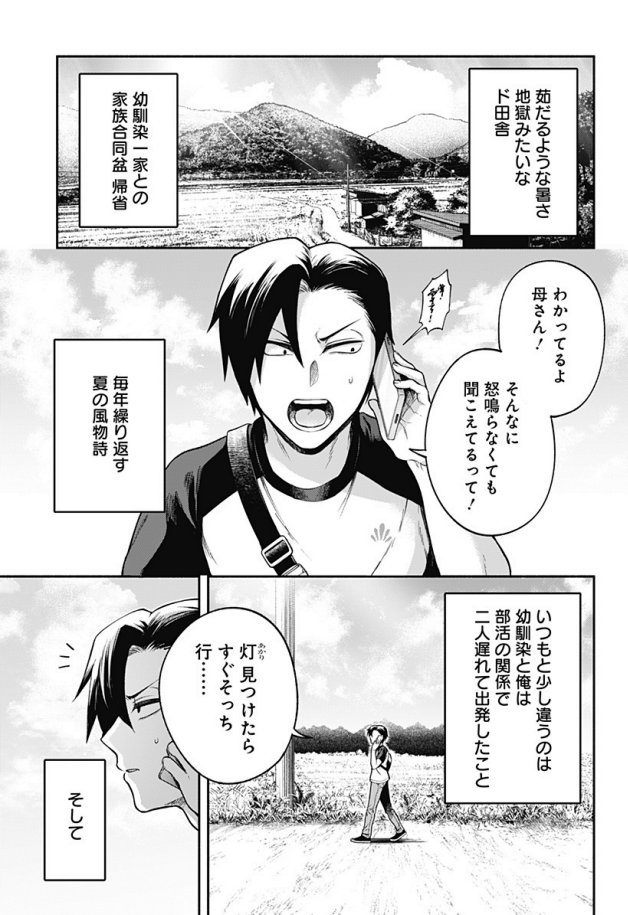 茹だるような暑さ
地獄みたいな
ド田舎
幼馴染一家との
家族合同盆 帰省
わかってるよ
母さん！
そんなに
怒鳴らなくても
聞こえてるって！
毎年繰り返す
夏の風物詩
いつもと少し違うのは
幼馴染と俺は
部活の関係で
二人遅れて出発したこと
灯 見つけたら
あかり
すぐそっち
行……
そして